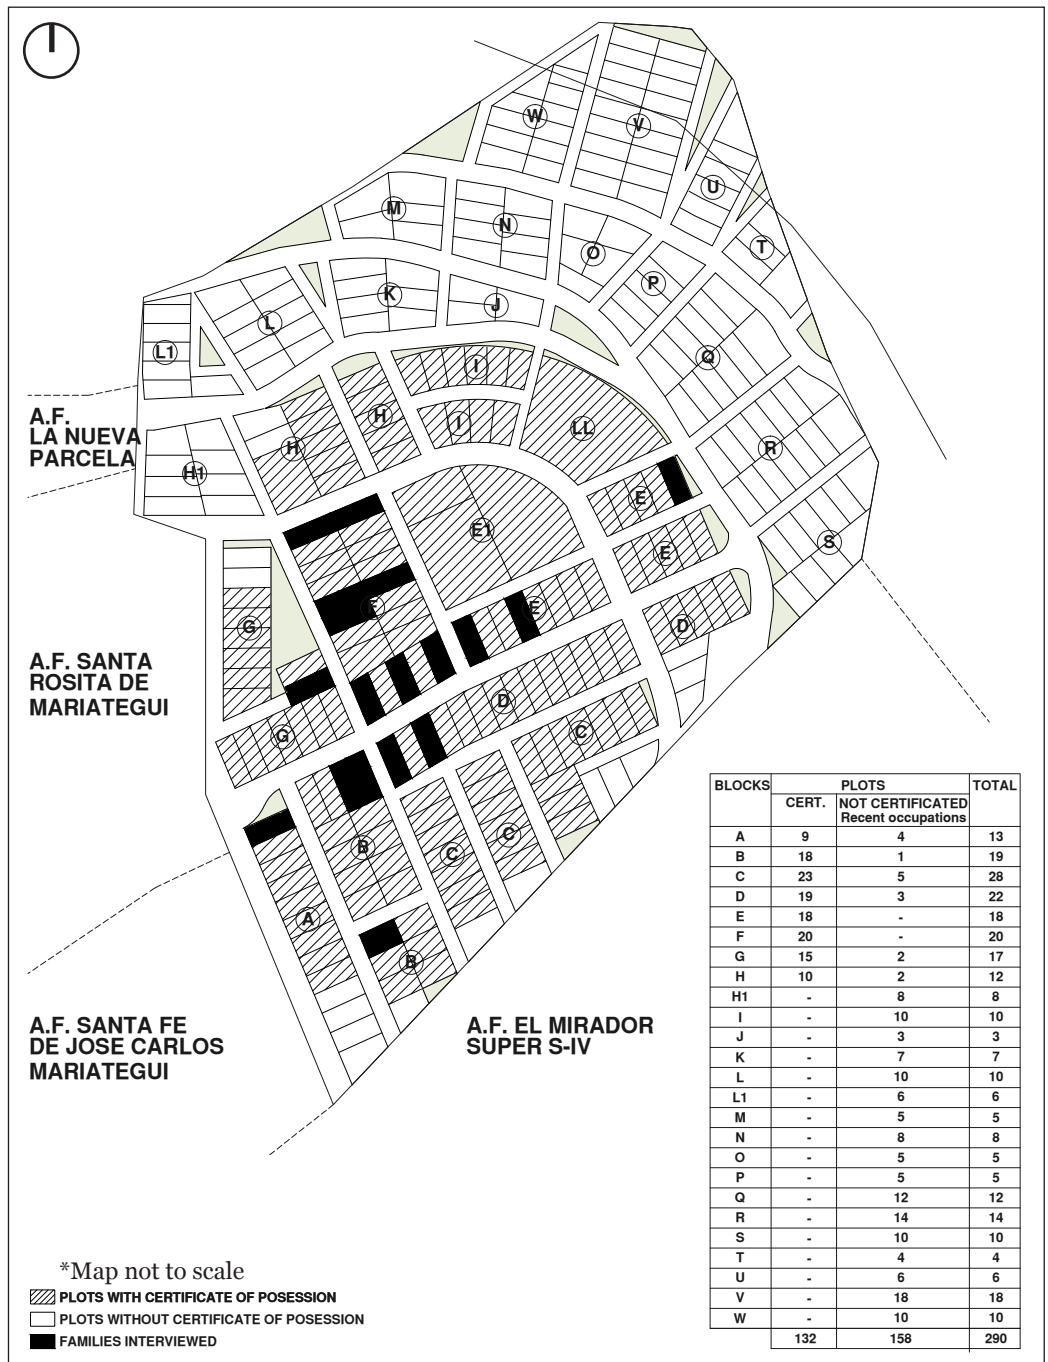 W
V
U
M
N
T
O
P
K
J
L
L1
Q
I
H
I
LL
H
R
H1
E
E1
S
E
F
E
G
D
D
G
C
B
C
C
A
B
A.F.
LA NUEVA
PARCELA
A.F. SANTA
ROSITA DE
MARIATEGUI
A.F. SANTA FE
DE JOSE CARLOS
MARIATEGUI
A.F. EL MIRADOR
SUPER S-IV
BLOCKS PLOTS TOTAL
CERT. NOT CERTIFICATED
Recent occupations
A 9 4 13
B 18 1 19
C 23 5 28
D 19 3 22
E 18 - 18
F 20 - 20
G 15 2 17
H 10 2 12
H1 - 8 8
I - 10 10
J - 3 3
K - 7 7
L - 10 10
L1 - 6 6
M - 5 5
N - 8 8
O - 5 5
P - 5 5
Q - 12 12
R - 14 14
S - 10 10
T - 4 4
U - 6 6
V - 18 18
W - 10 10
132 158 290
*Map not to scale
PLOTS WITH CERTIFICATE OF POSESSION
PLOTS WITHOUT CERTIFICATE OF POSESSION
FAMILIES INTERVIEWED